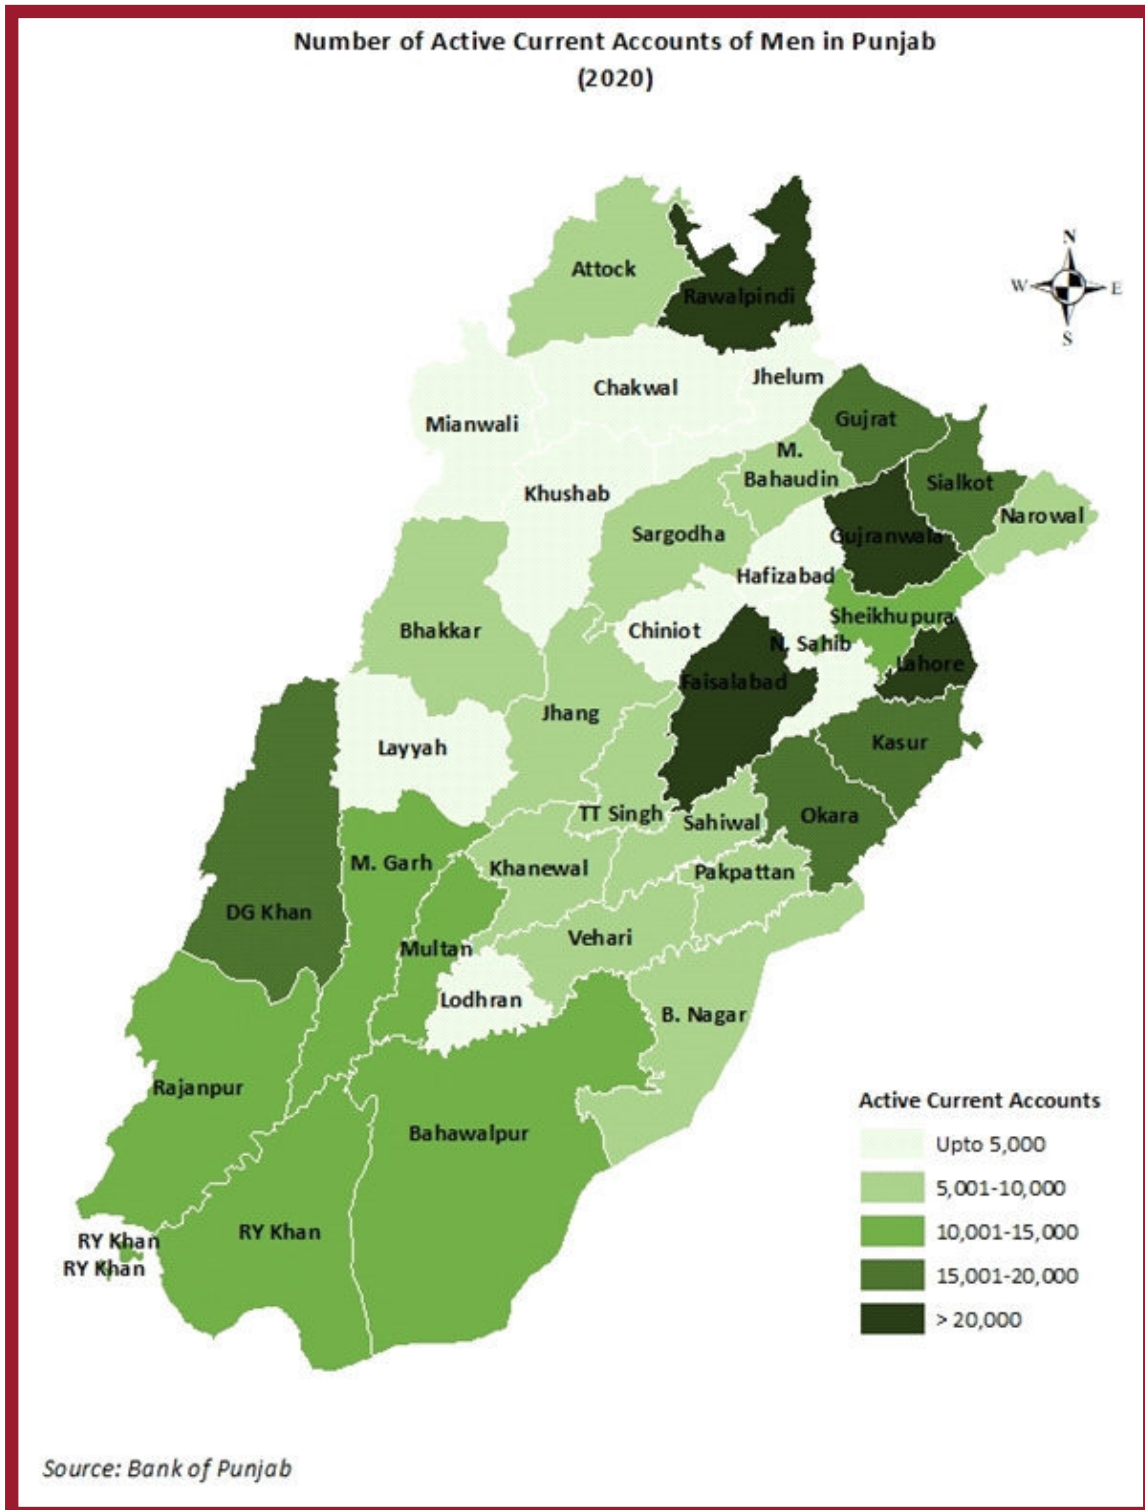 Number of Active Current Accounts of Men in Punjab
(2020)
N
W
E
S
Attock
Rawalpindi
Chakwal
Jhelum
Mianwali
Gujrat
M.
Bahaudin
Khushab
Sialkot
Narowal
Sargodha
Gujranwala
Hafizabad
Sheikhupura
Bhakkar
Chiniot
N. Sahib
Lahore
Faisalabad
Jhang
Layyah
Kasur
TT Singh
Sahiwal
Okara
M. Garh
Khanewal
Pakpattan
DG Khan
Multan
Vehari
Lodhran
B. Nagar
Rajanpur
Bahawalpur
RY Khan
RY Khan
RY Khan
Active Current Accounts
Upto 5,000
5,001-10,000
10,001-15,000
15,001-20,000
> 20,000
Source: Bank of Punjab